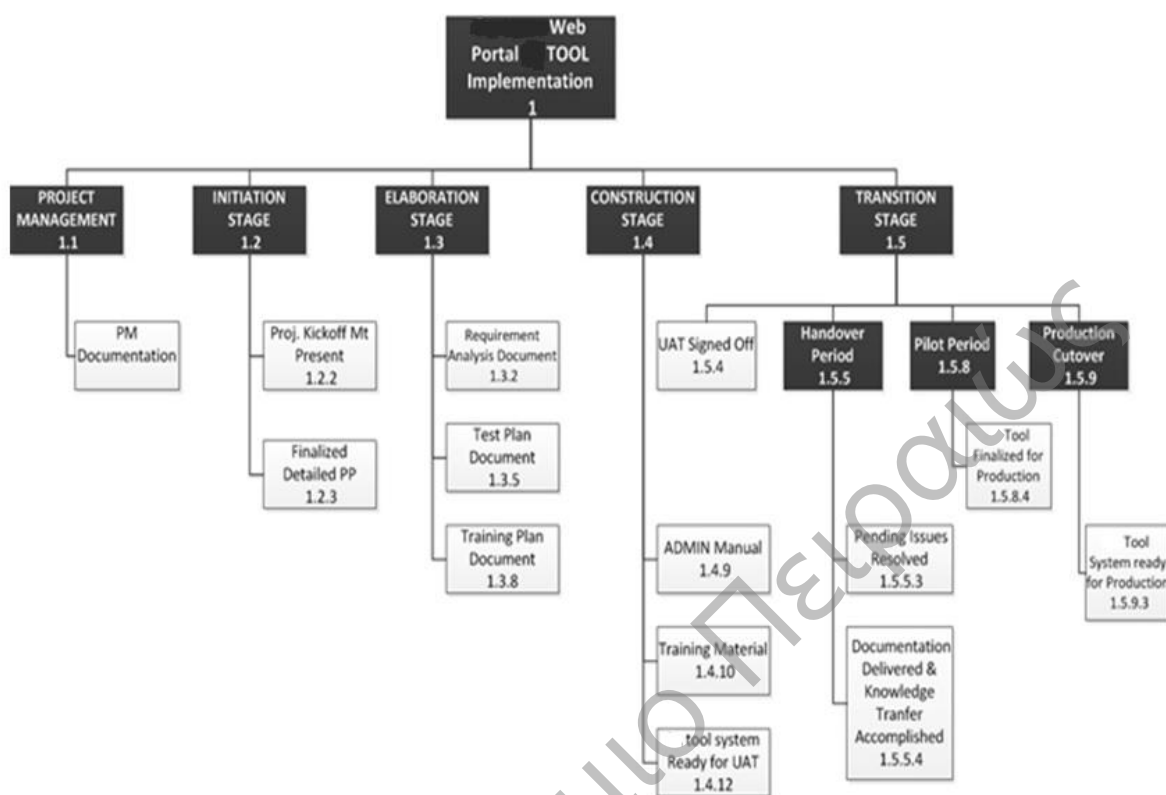 Web
Portal TOOL
Implementation
1
PROJECT
MANAGEMENT
1.1
INITIATION
STAGE
1.2
ELABORATION
STAGE
1.3
CONSTRUCTION
STAGE
1.4
TRANSITION
STAGE
1.5
PM
Documentation
Proj. Kickoff Mt
Present
1.2.2
Finalized
Detailed PP
1.2.3
Requirement
Analysis Document
1.3.2
Test Plan
Document
1.3.5
Training Plan
Document
1.3.8
ADMIN Manual
1.4.9
Training Material
1.4.10
.tool system
Ready for UAT
1.4.12
UAT Signed Off
1.5.4
Handover
Period
1.5.5
Pending Issues
Resolved
1.5.5.3
Documentation
Delivered &
Knowledge
Tranfer
Accomplished
1.5.5.4
Pilot Period
1.5.8
Tool
Finalized for
Production
1.5.8.4
Production
Cutover
1.5.9
Tool
System ready
for Production
1.5.9.3
Πειραιώς